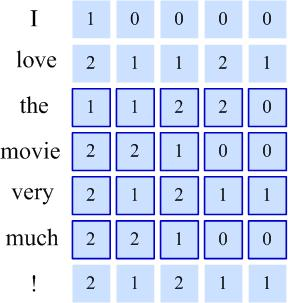 I 1 0 0 0 0
love 2 1 1 2 1
the 1 1 2 2 0
movie 2 2 1 0 0
very 2 1 2 1 1
much 2 2 1 0 0
! 2 1 2 1 1